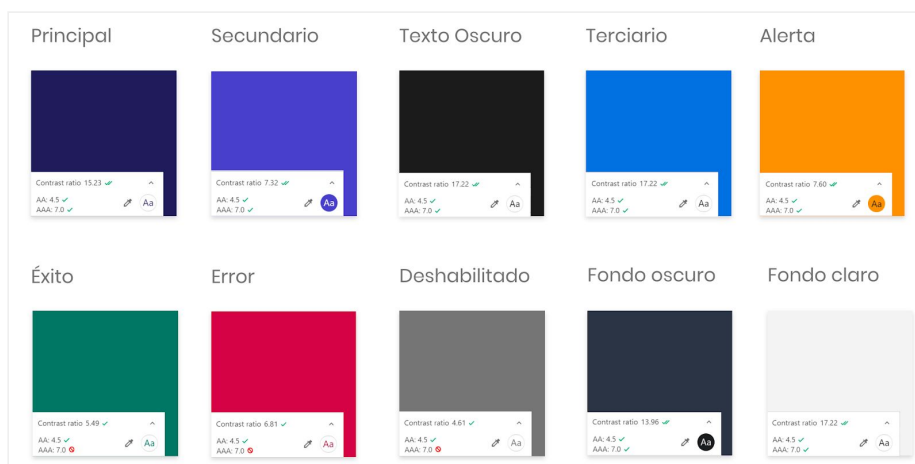 Principal
Secundario
Texto Oscuro
Terciario
Alerta
Contrast ratio 15.23
AA: 4.5
AAA: 7.0
Aa
Contrast ratio 7.32
AA: 4.5
AAA: 7.0
Aa
Contrast ratio 17.22
AA: 4.5
AAA: 7.0
Aa
Contrast ratio 17.22
AA: 4.5
AAA: 7.0
Aa
Contrast ratio 7.60
AA: 4.5
AAA: 7.0
Aa
Éxito
Error
Deshabilitado
Fondo oscuro
Fondo claro
Contrast ratio 5.49
AA: 4.5
AAA: 7.0
Aa
Contrast ratio 6.81
AA: 4.5
AAA: 7.0
Aa
Contrast ratio 4.61
AA: 4.5
AAA: 7.0
Aa
Contrast ratio 13.96
AA: 4.5
AAA: 7.0
Aa
Contrast ratio 17.22
AA: 4.5
AAA: 7.0
Aa